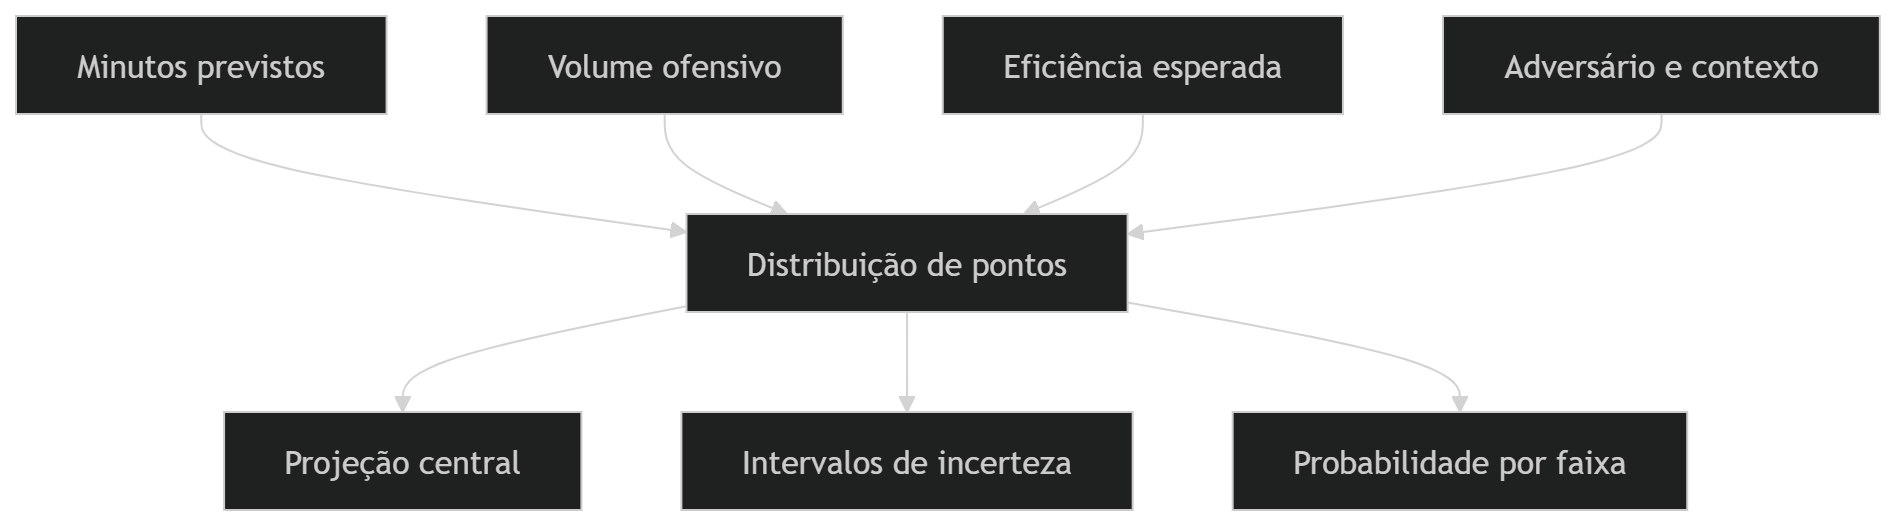 Minutos previstos
Volume ofensivo
Eficiência esperada
Adversário e contexto
Distribuição de pontos
Projeção central
Intervalos de incerteza
Probabilidade por faixa